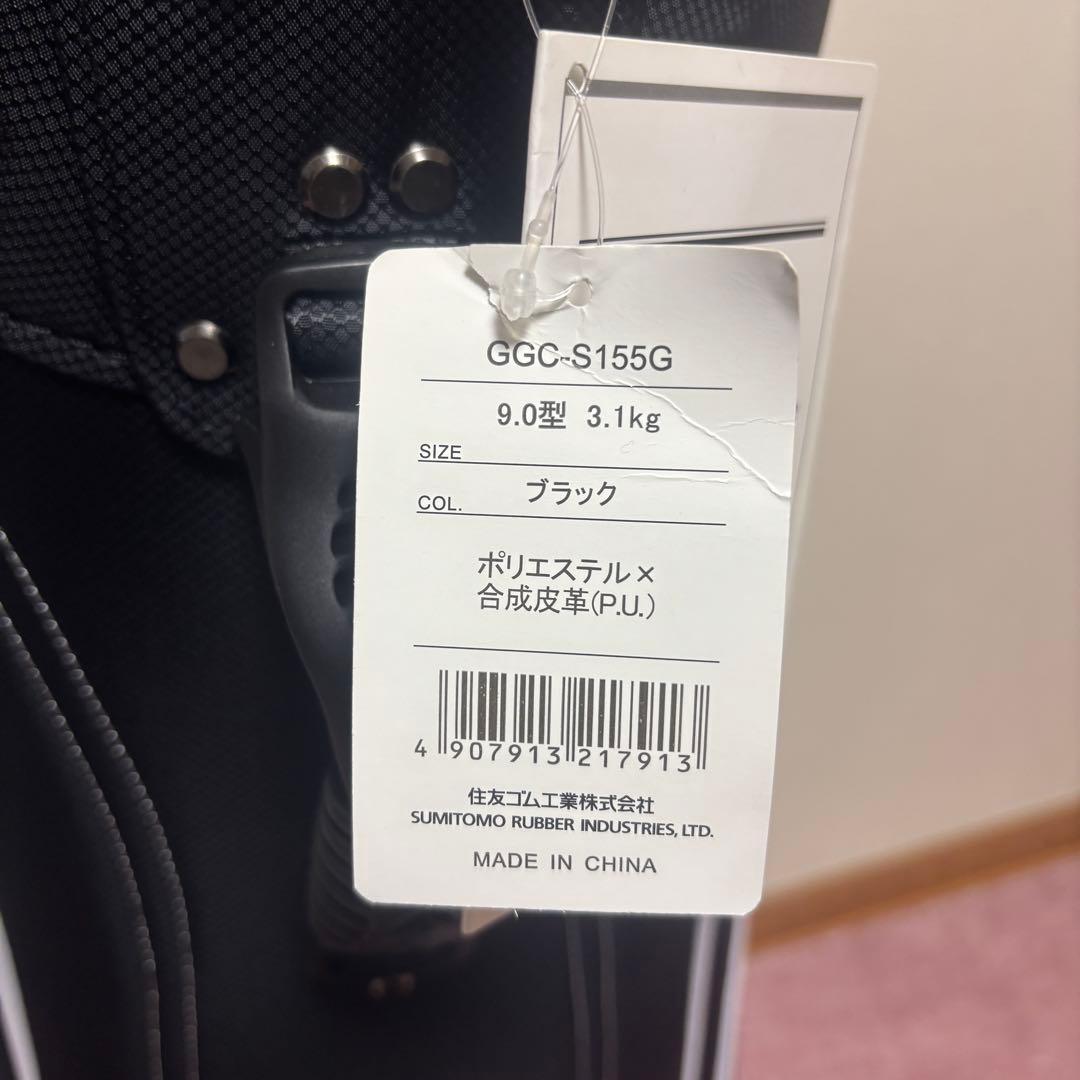 GGC-S155G
9.0型 3.1kg
SIZE
ブラック
COL.
ポリエステル×
合成皮革(P.U.)
4 907913 217913
住友ゴム工業株式会社
SUMITOMO RUBBER INDUSTRIES, LTD.
MADE IN CHINA